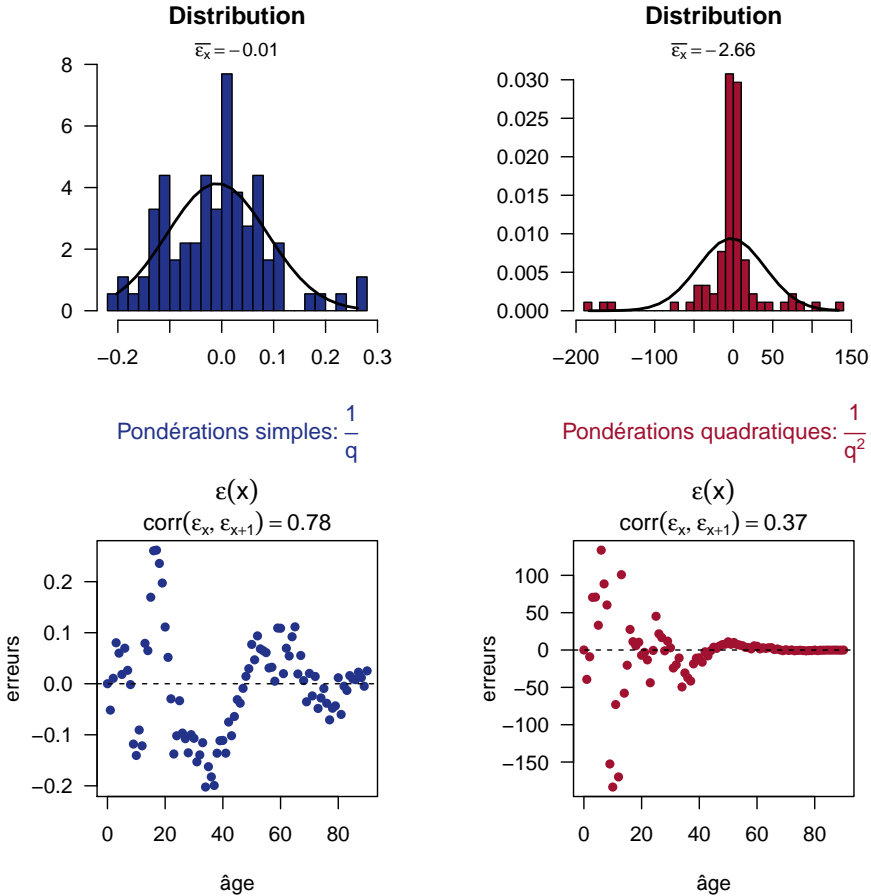 Distribution
ε̅ₓ = −0.01
8
6
4
2
0
−0.2 0.0 0.1 0.2 0.3
Pondérations simples: 1/q
ε(x)
corr(εₓ, εₓ₊₁) = 0.78
erreurs
0.2
0.1
0.0
−0.1
−0.2
0 20 40 60 80
âge
Distribution
ε̅ₓ = −2.66
0.030
0.025
0.020
0.015
0.010
0.005
0.000
−200 −100 0 50 100 150
Pondérations quadratiques: 1/q²
ε(x)
corr(εₓ, εₓ₊₁) = 0.37
erreurs
100
50
0
−50
−100
−150
0 20 40 60 80
âge